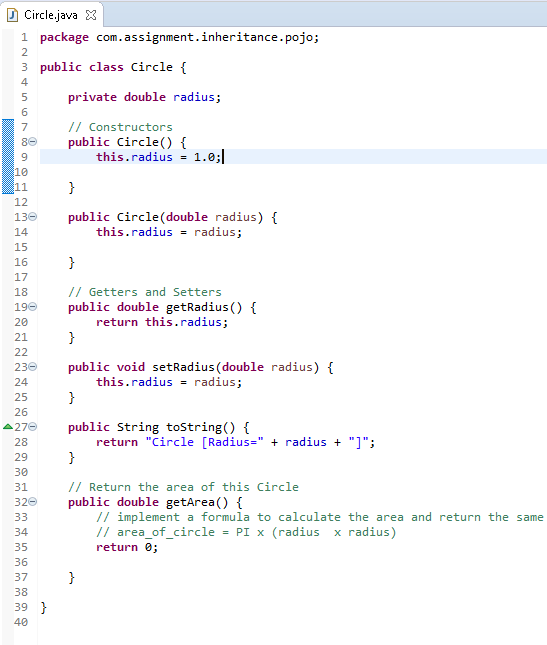 Circle.java
1 package com.assignment.inheritance.pojo;
2
3 public class Circle {
4
5     private double radius;
6
7     // Constructors
8     public Circle() {
9         this.radius = 1.0;
10
11     }
12
13     public Circle(double radius) {
14         this.radius = radius;
15
16     }
17
18     // Getters and Setters
19     public double getRadius() {
20         return this.radius;
21     }
22
23     public void setRadius(double radius) {
24         this.radius = radius;
25     }
26
27     public String toString() {
28         return "Circle [Radius=" + radius + "]";
29     }
30
31     // Return the area of this Circle
32     public double getArea() {
33         // implement a formula to calculate the area and return the same
34         // area_of_circle = PI x (radius  x radius)
35         return 0;
36
37     }
38
39 }
40